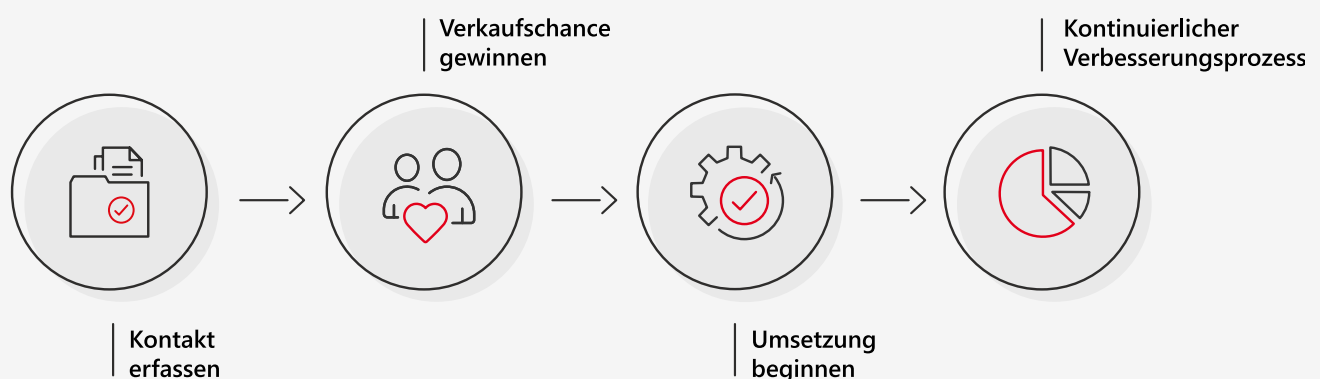 Kontakt
erfassen
Verkaufschance
gewinnen
Umsetzung
beginnen
Kontinuierlicher
Verbesserungsprozess